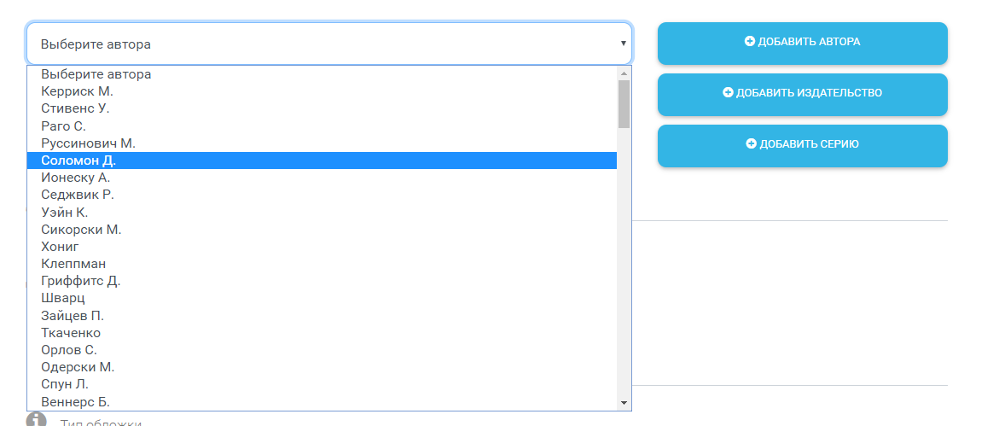 Выберите автора
ДОБАВИТЬ АВТОРА
Выберите автора
Керриск М.
Стивенс У.
Раго С.
Руссинович М.
Соломон Д.
Ионеску А.
Седжвик Р.
Уэйн К.
Сикорски М.
Хониг
Клеппман
Гриффитс Д.
Шварц
Зайцев П.
Ткаченко
Орлов С.
Одерски М.
Спун Л.
Веннерс Б.
ДОБАВИТЬ ИЗДАТЕЛЬСТВО
ДОБАВИТЬ СЕРИЮ
Тип обложки